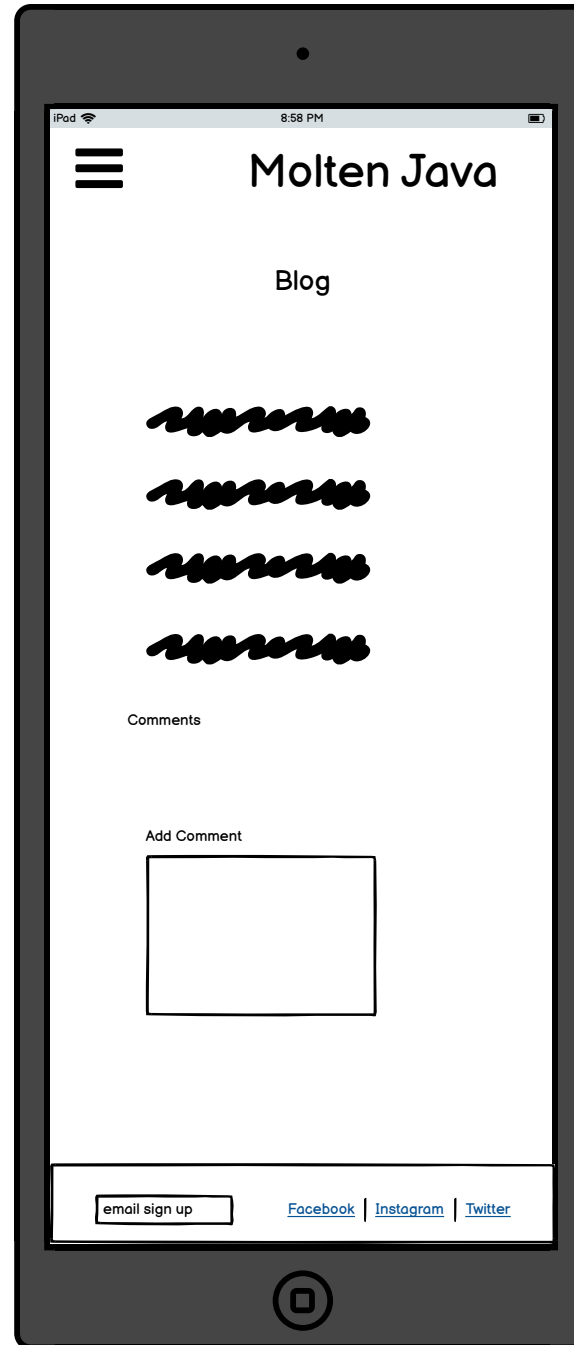 iPad 8:58 PM
Molten Java
Blog
Comments
Add Comment
email sign up Facebook Instagram Twitter